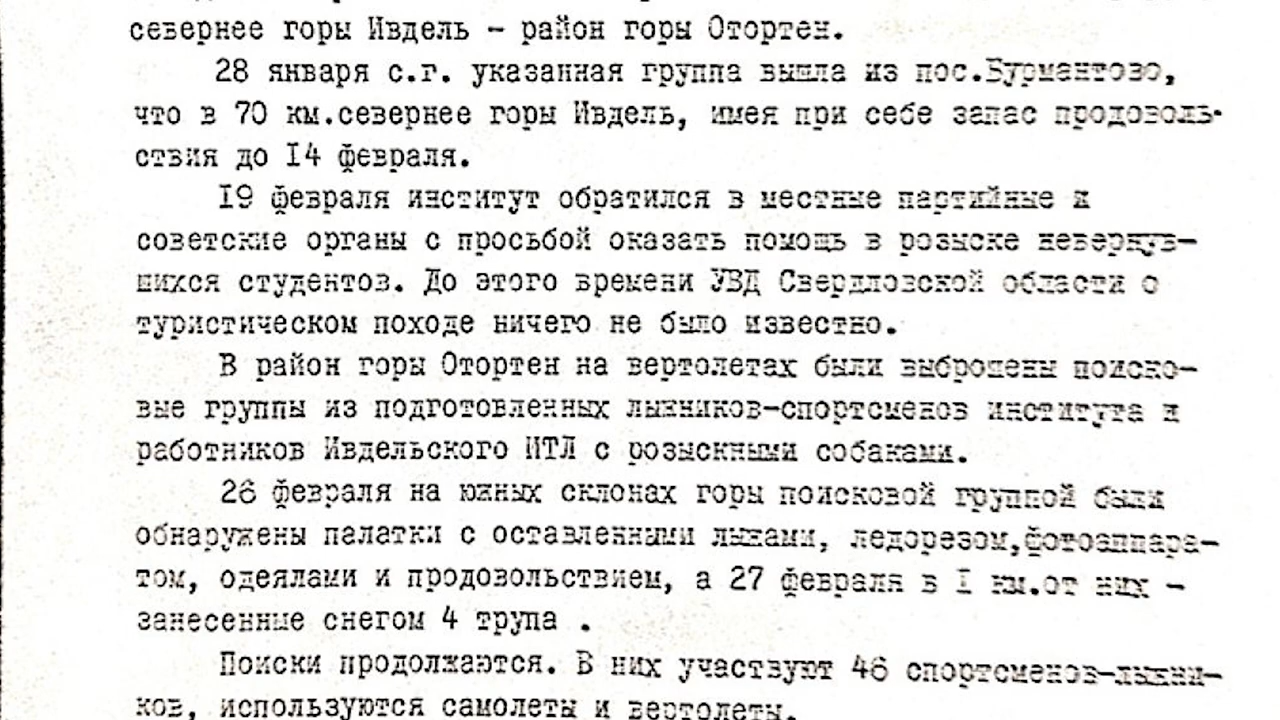 севернее горы Ивдель - район горы Отортен.
28 января с.г. указанная группа вышла из пос.Бурмантово,
что в 70 км.севернее горы Ивдель, имея при себе запас продоволь-
ствия до I4 февраля.
I9 февраля институт обратился в местные партийные и
советские органы с просьбой оказать помощь в розыске невернув-
шихся студентов. До этого времени УВД Свердловской области о
туристическом походе ничего не было известно.
В район горы Отортен на вертолетах были выброшены поиско-
вые группы из подготовленных лыжников-спортсменов института и
работников Ивдельского ИТЛ с розыскными собаками.
26 февраля на южных склонах горы поисковой группой были
обнаружены палатки с оставленными лыжами, ледорезом,фотоаппара-
том, одеялами и продовольствием, а 27 февраля в I км.от них -
занесенные снегом 4 трупа .
Поиски продолжаются. В них участвуют 46 спортсменов-лыжни-
ков, используются самолеты и вертолеты.